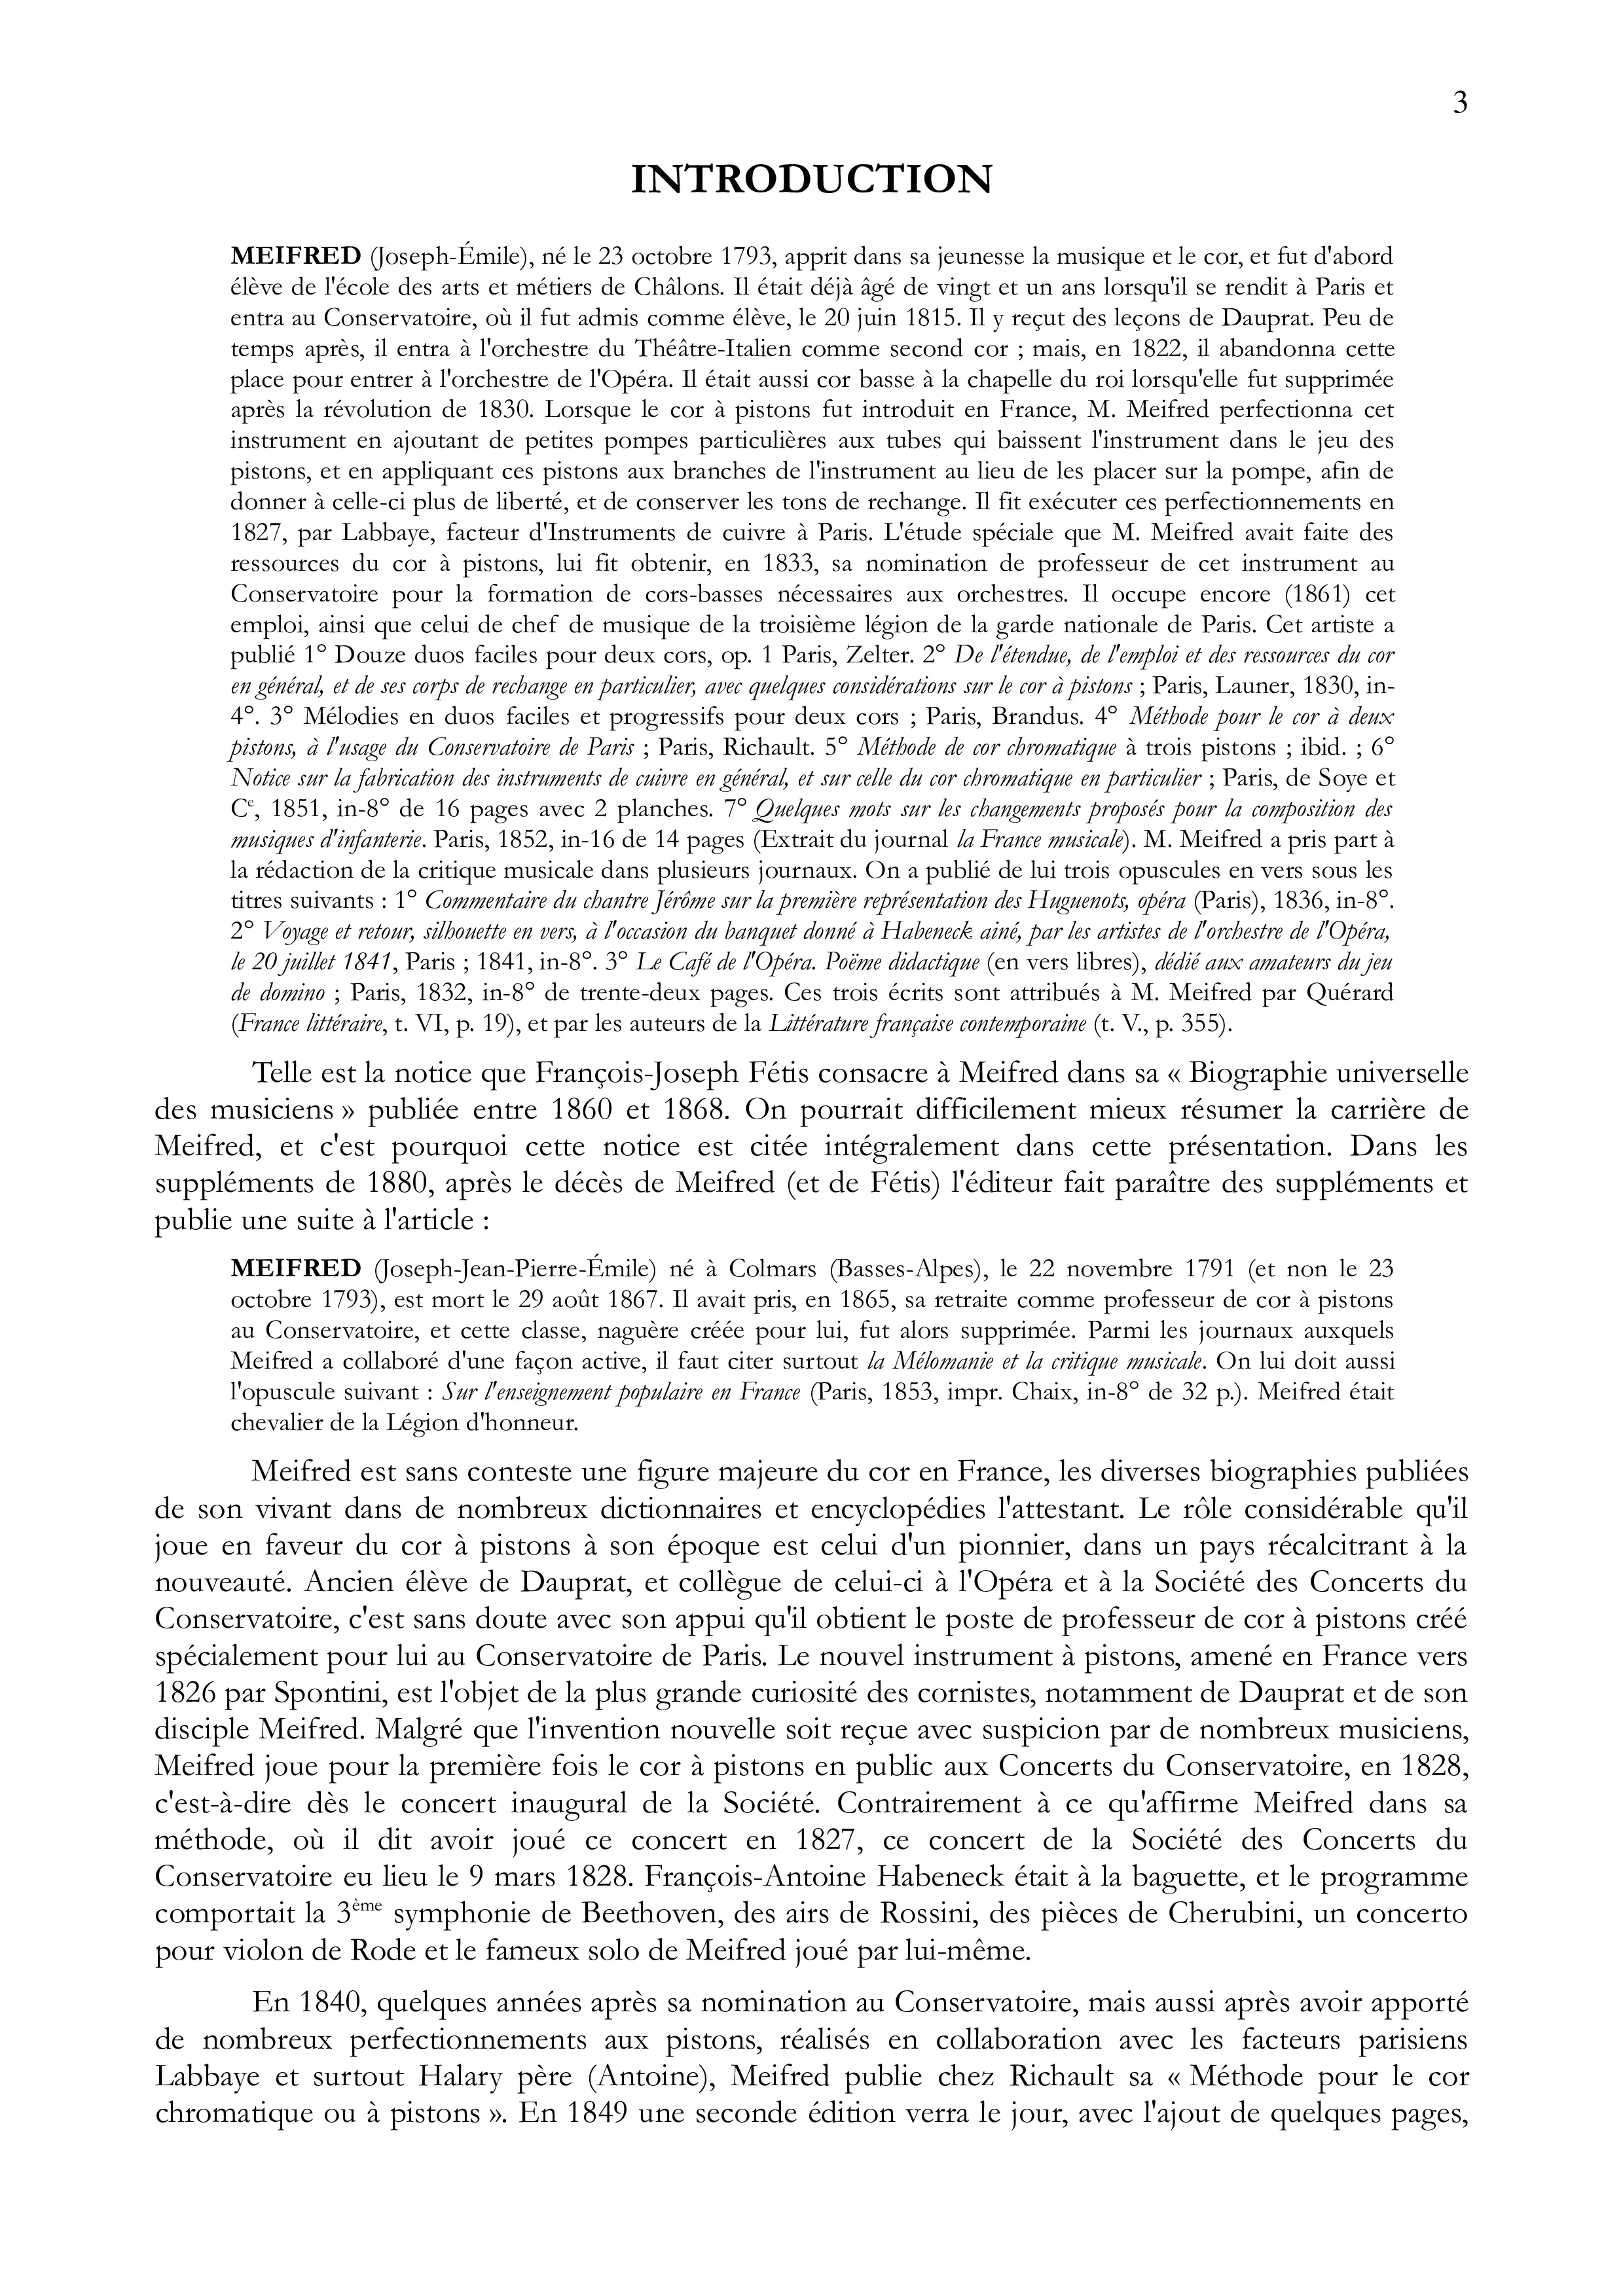 3
INTRODUCTION
MEIFRED (Joseph-Émile), né le 23 octobre 1793, apprit dans sa jeunesse la musique et le cor, et fut d'abord
élève de l'école des arts et métiers de Châlons. Il était déjà âgé de vingt et un ans lorsqu'il se rendit à Paris et
entra au Conservatoire, où il fut admis comme élève, le 20 juin 1815. Il y reçut des leçons de Dauprat. Peu de
temps après, il entra à l'orchestre du Théâtre-Italien comme second cor ; mais, en 1822, il abandonna cette
place pour entrer à l'orchestre de l'Opéra. Il était aussi cor basse à la chapelle du roi lorsqu'elle fut supprimée
après la révolution de 1830. Lorsque le cor à pistons fut introduit en France, M. Meifred perfectionna cet
instrument en ajoutant de petites pompes particulières aux tubes qui baissent l'instrument dans le jeu des
pistons, et en appliquant ces pistons aux branches de l'instrument au lieu de les placer sur la pompe, afin de
donner à celle-ci plus de liberté, et de conserver les tons de rechange. Il fit exécuter ces perfectionnements en
1827, par Labbaye, facteur d'Instruments de cuivre à Paris. L'étude spéciale que M. Meifred avait faite des
ressources du cor à pistons, lui fit obtenir, en 1833, sa nomination de professeur de cet instrument au
Conservatoire pour la formation de cors-basses nécessaires aux orchestres. Il occupe encore (1861) cet
emploi, ainsi que celui de chef de musique de la troisième légion de la garde nationale de Paris. Cet artiste a
publié 1° Douze duos faciles pour deux cors, op. 1 Paris, Zelter. 2° De l'étendue, de l'emploi et des ressources du cor
en général, et de ses corps de rechange en particulier, avec quelques considérations sur le cor à pistons ; Paris, Launer, 1830, in-
4°. 3° Mélodies en duos faciles et progressifs pour deux cors ; Paris, Brandus. 4° Méthode pour le cor à deux
pistons, à l'usage du Conservatoire de Paris ; Paris, Richault. 5° Méthode de cor chromatique à trois pistons ; ibid. ; 6°
Notice sur la fabrication des instruments de cuivre en général, et sur celle du cor chromatique en particulier ; Paris, de Soye et
Ce, 1851, in-8° de 16 pages avec 2 planches. 7° Quelques mots sur les changements proposés pour la composition des
musiques d'infanterie. Paris, 1852, in-16 de 14 pages (Extrait du journal la France musicale). M. Meifred a pris part à
la rédaction de la critique musicale dans plusieurs journaux. On a publié de lui trois opuscules en vers sous les
titres suivants : 1° Commentaire du chantre Jérôme sur la première représentation des Huguenots, opéra (Paris), 1836, in-8°.
2° Voyage et retour, silhouette en vers, à l'occasion du banquet donné à Habeneck ainé, par les artistes de l'orchestre de l'Opéra,
le 20 juillet 1841, Paris ; 1841, in-8°. 3° Le Café de l'Opéra. Poëme didactique (en vers libres), dédié aux amateurs du jeu
de domino ; Paris, 1832, in-8° de trente-deux pages. Ces trois écrits sont attribués à M. Meifred par Quérard
(France littéraire, t. VI, p. 19), et par les auteurs de la Littérature française contemporaine (t. V., p. 355).
Telle est la notice que François-Joseph Fétis consacre à Meifred dans sa « Biographie universelle
des musiciens » publiée entre 1860 et 1868. On pourrait difficilement mieux résumer la carrière de
Meifred, et c'est pourquoi cette notice est citée intégralement dans cette présentation. Dans les
suppléments de 1880, après le décès de Meifred (et de Fétis) l'éditeur fait paraître des suppléments et
publie une suite à l'article :
MEIFRED (Joseph-Jean-Pierre-Émile) né à Colmars (Basses-Alpes), le 22 novembre 1791 (et non le 23
octobre 1793), est mort le 29 août 1867. Il avait pris, en 1865, sa retraite comme professeur de cor à pistons
au Conservatoire, et cette classe, naguère créée pour lui, fut alors supprimée. Parmi les journaux auxquels
Meifred a collaboré d'une façon active, il faut citer surtout la Mélomanie et la critique musicale. On lui doit aussi
l'opuscule suivant : Sur l'enseignement populaire en France (Paris, 1853, impr. Chaix, in-8° de 32 p.). Meifred était
chevalier de la Légion d'honneur.
Meifred est sans conteste une figure majeure du cor en France, les diverses biographies publiées
de son vivant dans de nombreux dictionnaires et encyclopédies l'attestant. Le rôle considérable qu'il
joue en faveur du cor à pistons à son époque est celui d'un pionnier, dans un pays récalcitrant à la
nouveauté. Ancien élève de Dauprat, et collègue de celui-ci à l'Opéra et à la Société des Concerts du
Conservatoire, c'est sans doute avec son appui qu'il obtient le poste de professeur de cor à pistons créé
spécialement pour lui au Conservatoire de Paris. Le nouvel instrument à pistons, amené en France vers
1826 par Spontini, est l'objet de la plus grande curiosité des cornistes, notamment de Dauprat et de son
disciple Meifred. Malgré que l'invention nouvelle soit reçue avec suspicion par de nombreux musiciens,
Meifred joue pour la première fois le cor à pistons en public aux Concerts du Conservatoire, en 1828,
c'est-à-dire dès le concert inaugural de la Société. Contrairement à ce qu'affirme Meifred dans sa
méthode, où il dit avoir joué ce concert en 1827, ce concert de la Société des Concerts du
Conservatoire eu lieu le 9 mars 1828. François-Antoine Habeneck était à la baguette, et le programme
comportait la 3ème symphonie de Beethoven, des airs de Rossini, des pièces de Cherubini, un concerto
pour violon de Rode et le fameux solo de Meifred joué par lui-même.
En 1840, quelques années après sa nomination au Conservatoire, mais aussi après avoir apporté
de nombreux perfectionnements aux pistons, réalisés en collaboration avec les facteurs parisiens
Labbaye et surtout Halary père (Antoine), Meifred publie chez Richault sa « Méthode pour le cor
chromatique ou à pistons ». En 1849 une seconde édition verra le jour, avec l'ajout de quelques pages,